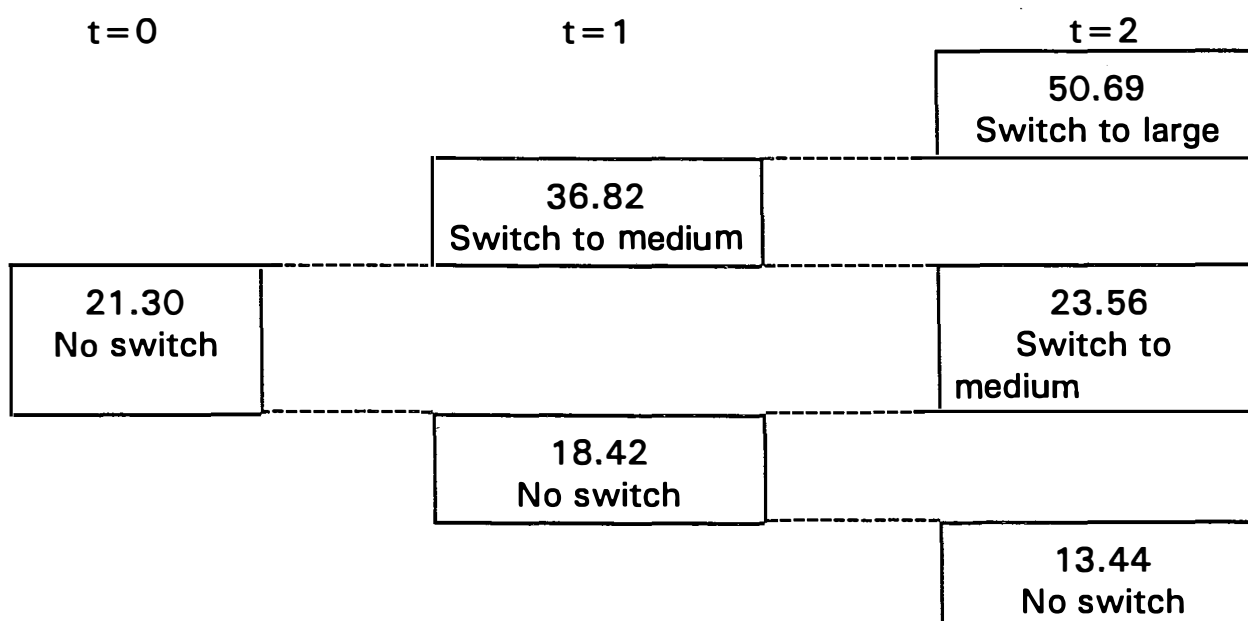 t=0
t=1
t=2
50.69
Switch to large
36.82
Switch to medium
21.30
No switch
23.56
Switch to
medium
18.42
No switch
13.44
No switch